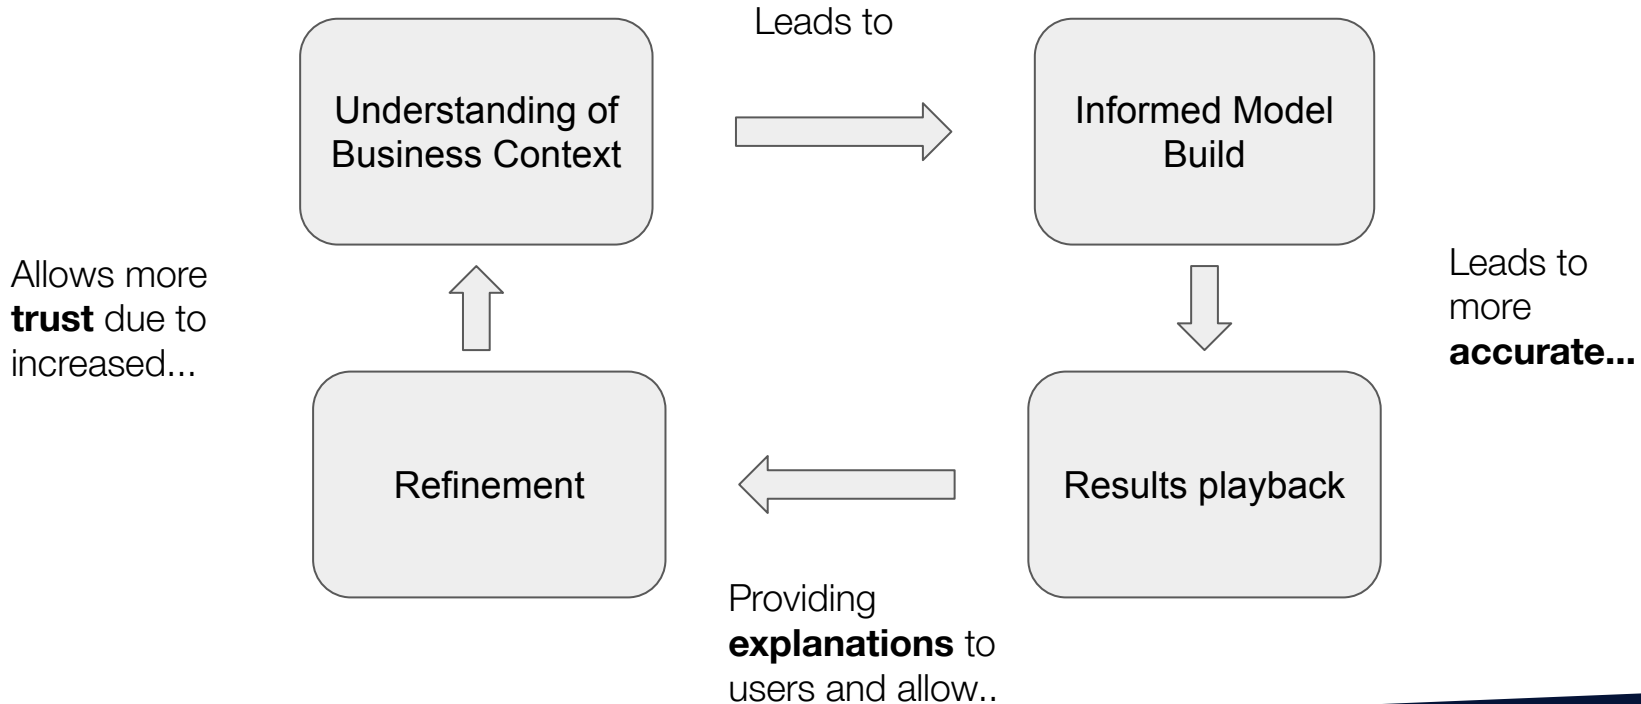 Leads to
Understanding of
Business Context
Informed Model
Build
Allows more
trust due to
increased...
Leads to
more
accurate...
Refinement
Results playback
Providing
explanations to
users and allow..